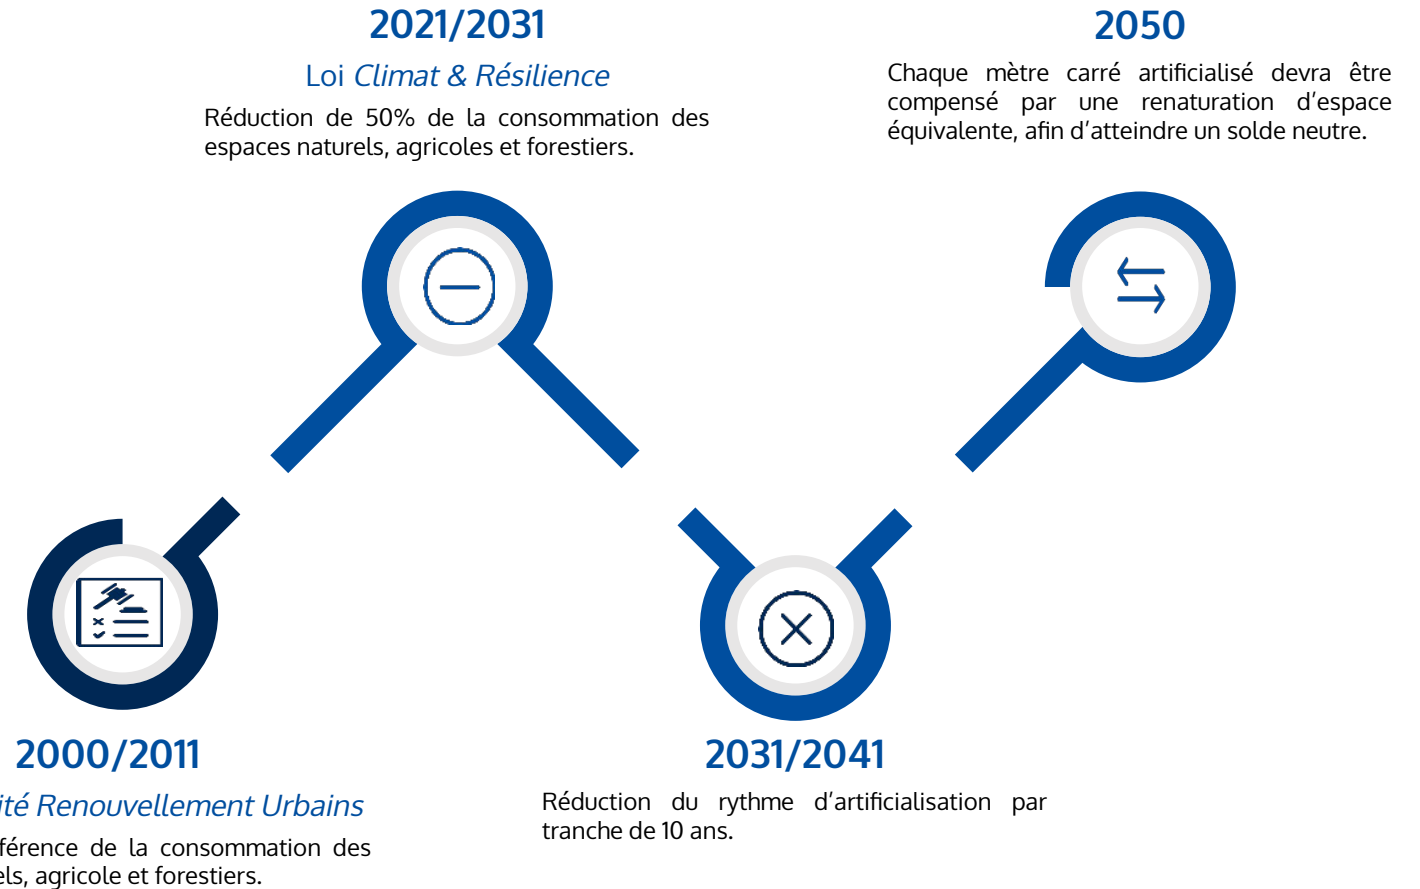 2021/2031
Loi Climat & Résilience
Réduction de 50% de la consommation des
espaces naturels, agricoles et forestiers.
2050
Chaque mètre carré artificialisé devra être
compensé par une renaturation d’espace
équivalente, afin d’atteindre un solde neutre.
2000/2011
Renouvellement Urbains
de la consommation des
agricole et forestiers.
2031/2041
Réduction du rythme d’artificialisation par
tranche de 10 ans.